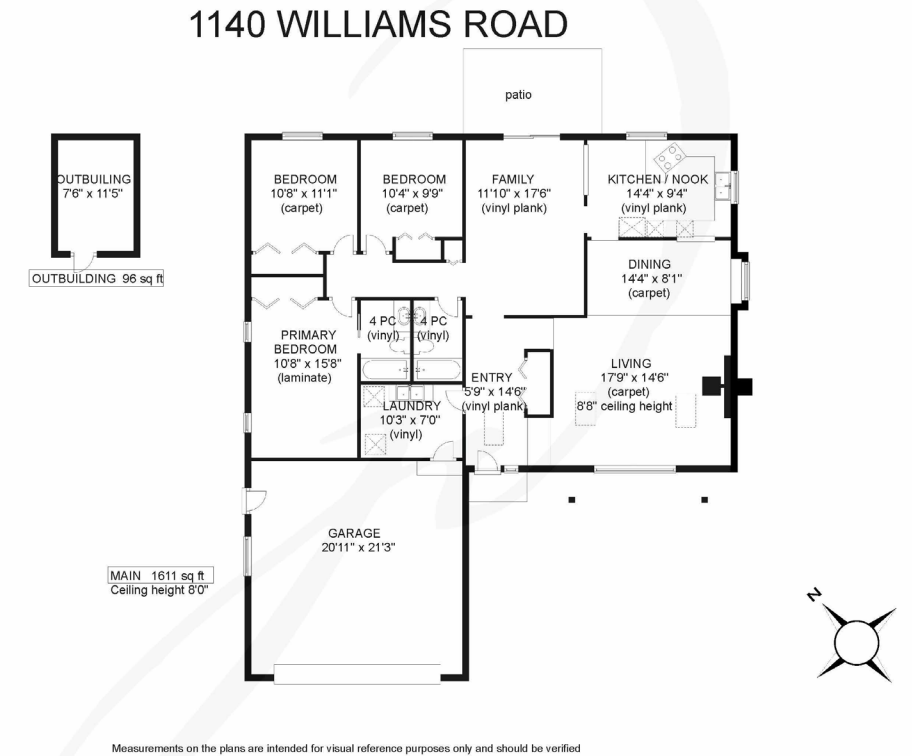 1140 WILLIAMS ROAD
patio
OUTBUILING
7'6" x 11'5"
OUTBUILDING 96 sq ft
BEDROOM
10'8" x 11'1"
(carpet)
BEDROOM
10'4" x 9'9"
(carpet)
FAMILY
11'10" x 17'6"
(vinyl plank)
KITCHEN / NOOK
14'4" x 9'4"
(vinyl plank)
DINING
14'4" x 8'1"
(carpet)
PRIMARY
BEDROOM
10'8" x 15'8"
(laminate)
4 PC
(vinyl)
4 PC
(vinyl)
LAUNDRY
10'3" x 7'0"
(vinyl)
ENTRY
5'9" x 14'6"
(vinyl plank)
LIVING
17'9" x 14'6"
(carpet)
8'8" ceiling height
GARAGE
20'11" x 21'3"
MAIN 1611 sq ft
Ceiling height 8'0"
N
Measurements on the plans are intended for visual reference purposes only and should be verified